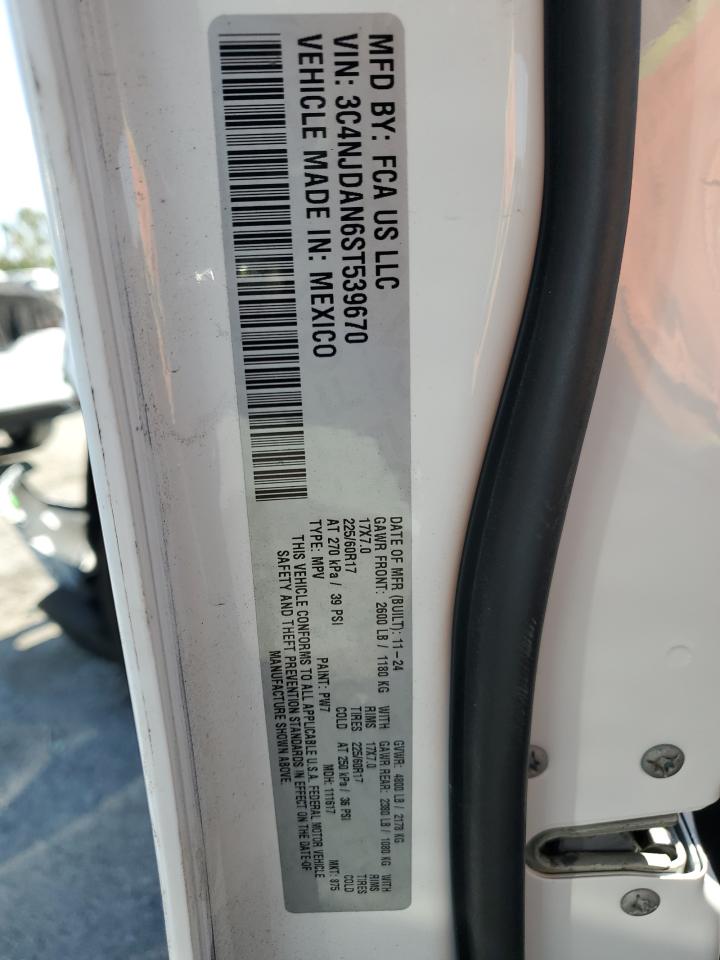 MFD BY: FCA US LLC
VIN: 3C4NJDAN6ST539670
VEHICLE MADE IN: MEXICO
DATE OF MFR (BUILT): 11-24 GVWR: 4800 LB / 2178 KG
GAWR FRONT: 2600 LB / 1180 KG WITH GAWR REAR: 2380 LB / 1080 KG WITH
17X7.0 RIMS 17X7.0 RIMS
225/60R17 TIRES 225/60R17 TIRES
AT 270 kPa / 39 PSI COLD AT 250 kPa / 36 PSI COLD
TYPE: MPV PAINT: PW7 MDH: 111617 MKT: 875
THIS VEHICLE CONFORMS TO ALL APPLICABLE U.S.A. FEDERAL MOTOR VEHICLE
SAFETY AND THEFT PREVENTION STANDARDS IN EFFECT ON THE DATE OF
MANUFACTURE SHOWN ABOVE.